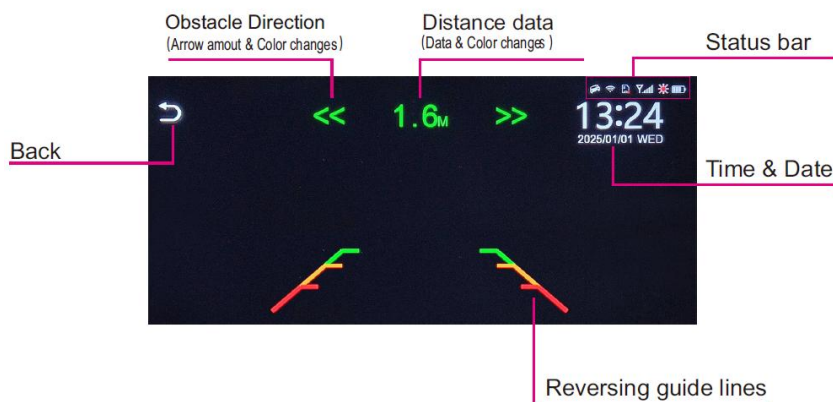 Obstacle Direction
(Arrow amout & Color changes)
Distance data
(Data & Color changes )
Status bar
<< 1.6M >>
13:24
2025/01/01 WED
Back
Time & Date
Reversing guide lines